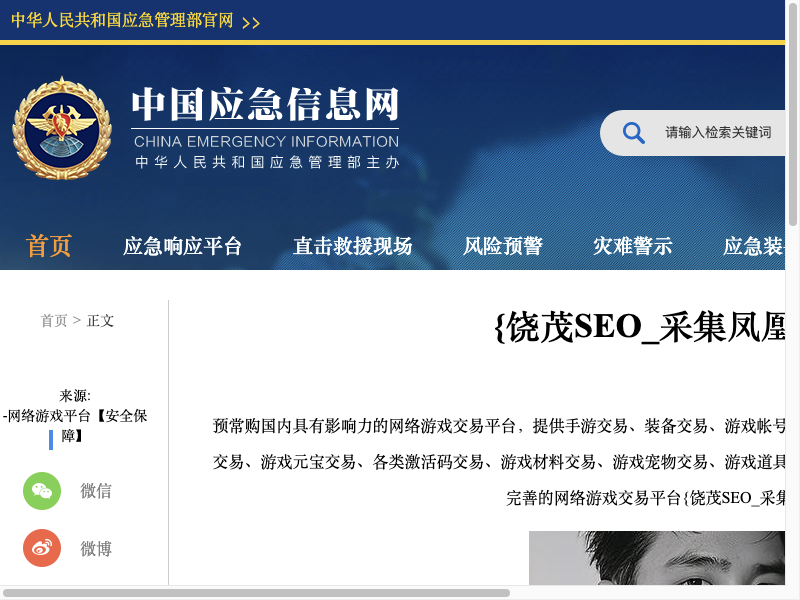 中华人民共和国应急管理部官网 >>
中国应急信息网
CHINA EMERGENCY INFORMATION
中华人民共和国应急管理部主办
请输入检索关键词
首页 应急响应平台 直击救援现场 风险预警 灾难警示 应急装
首页 > 正文
{饶茂SEO_采集凤凰
来源:
-网络游戏平台【安全保
障】
预常购国内具有影响力的网络游戏交易平台，提供手游交易、装备交易、游戏帐号
交易、游戏元宝交易、各类激活码交易、游戏材料交易、游戏宠物交易、游戏道具
完善的网络游戏交易平台{饶茂SEO_采集
微信
微博